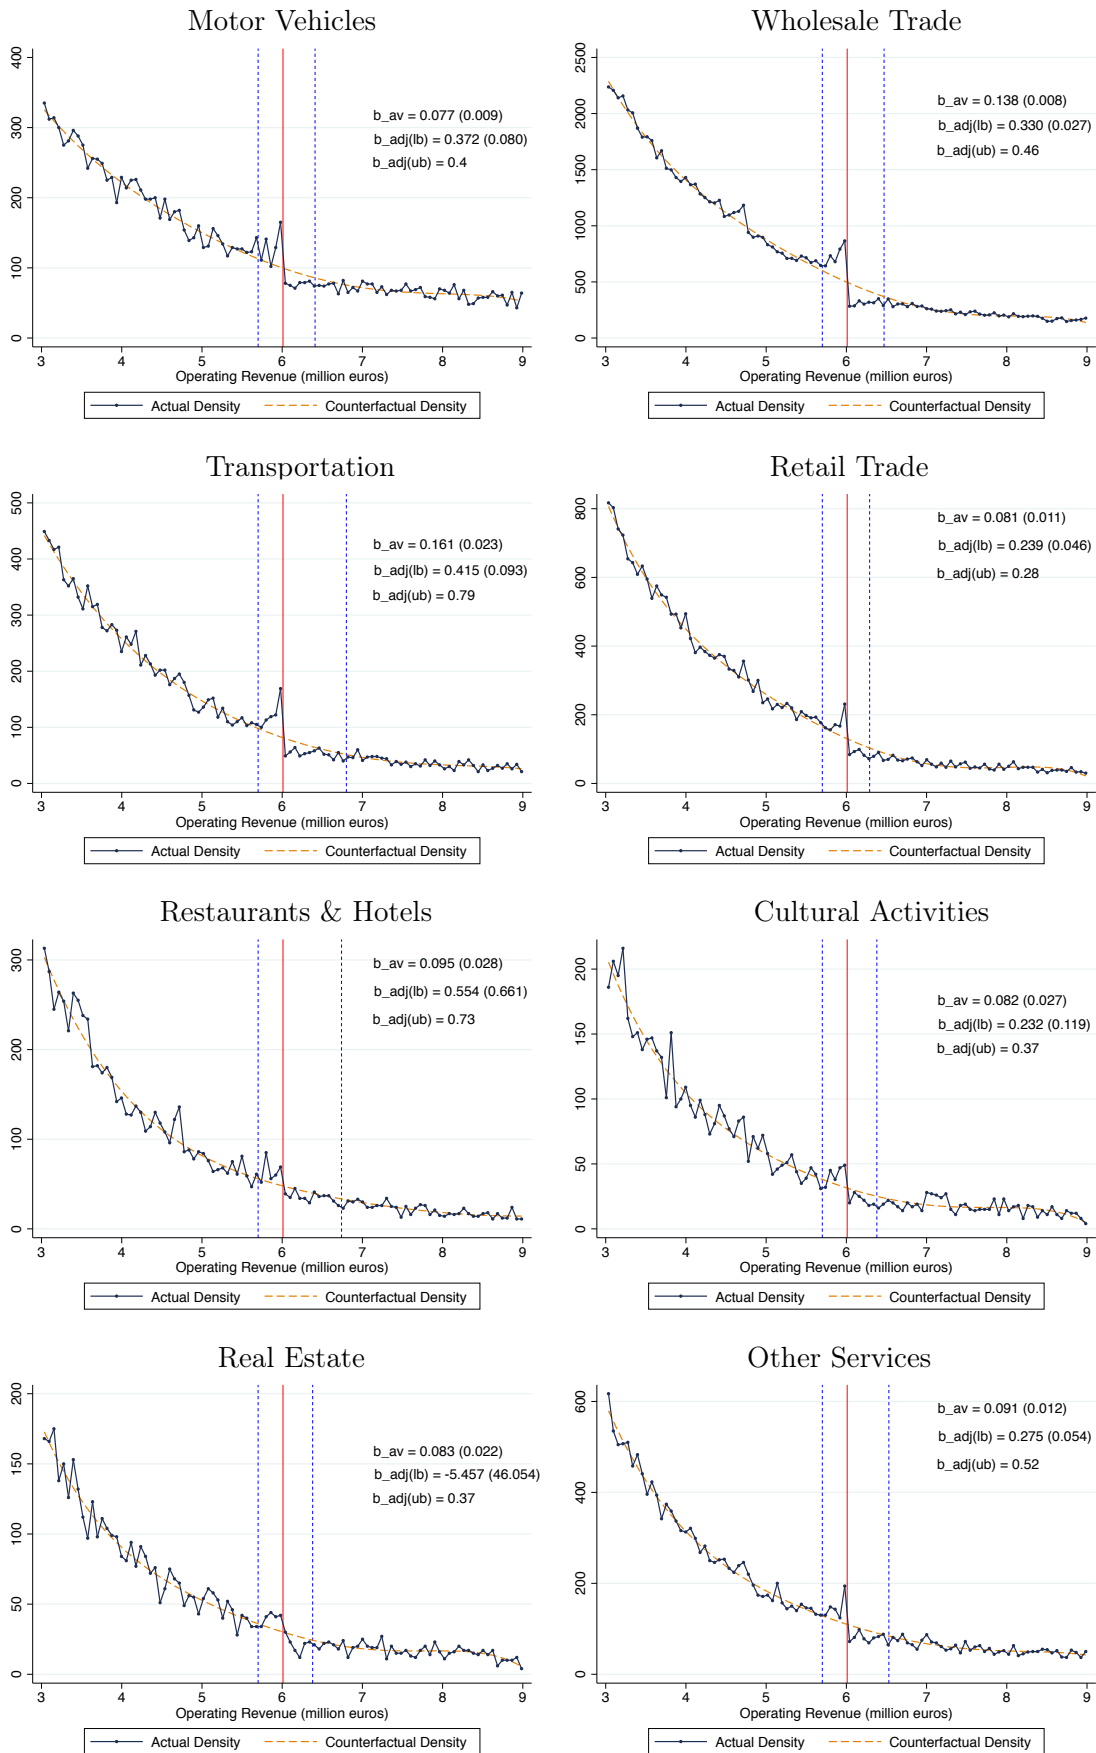 Motor Vehicles
400
300
200
100
0
b_av = 0.077 (0.009)
b_adj(lb) = 0.372 (0.080)
b_adj(ub) = 0.4
3 4 5 6 7 8 9
Operating Revenue (million euros)
Actual Density Counterfactual Density
Wholesale Trade
2500
2000
1500
1000
500
0
b_av = 0.138 (0.008)
b_adj(lb) = 0.330 (0.027)
b_adj(ub) = 0.46
3 4 5 6 7 8 9
Operating Revenue (million euros)
Actual Density Counterfactual Density
Transportation
500
400
300
200
100
0
b_av = 0.161 (0.023)
b_adj(lb) = 0.415 (0.093)
b_adj(ub) = 0.79
3 4 5 6 7 8 9
Operating Revenue (million euros)
Actual Density Counterfactual Density
Retail Trade
800
600
400
200
0
b_av = 0.081 (0.011)
b_adj(lb) = 0.239 (0.046)
b_adj(ub) = 0.28
3 4 5 6 7 8 9
Operating Revenue (million euros)
Actual Density Counterfactual Density
Restaurants & Hotels
300
200
100
0
b_av = 0.095 (0.028)
b_adj(lb) = 0.554 (0.661)
b_adj(ub) = 0.73
3 4 5 6 7 8 9
Operating Revenue (million euros)
Actual Density Counterfactual Density
Cultural Activities
200
150
100
50
0
b_av = 0.082 (0.027)
b_adj(lb) = 0.232 (0.119)
b_adj(ub) = 0.37
3 4 5 6 7 8 9
Operating Revenue (million euros)
Actual Density Counterfactual Density
Real Estate
200
150
100
50
0
b_av = 0.083 (0.022)
b_adj(lb) = -5.457 (46.054)
b_adj(ub) = 0.37
3 4 5 6 7 8 9
Operating Revenue (million euros)
Actual Density Counterfactual Density
Other Services
600
400
200
0
b_av = 0.091 (0.012)
b_adj(lb) = 0.275 (0.054)
b_adj(ub) = 0.52
3 4 5 6 7 8 9
Operating Revenue (million euros)
Actual Density Counterfactual Density